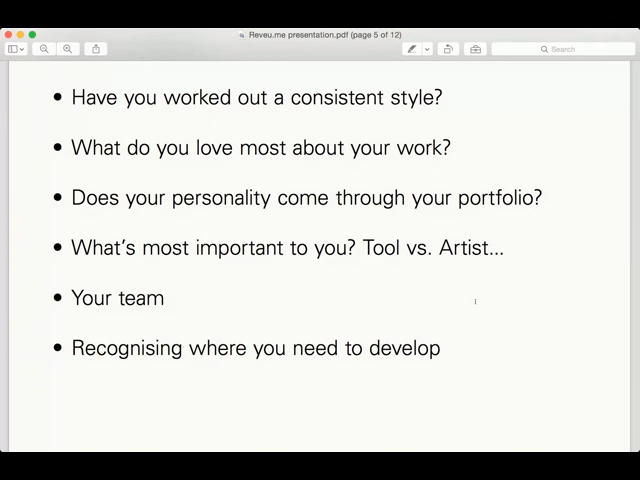 Reveu.me presentation.pdf (page 5 of 12)
Search
• Have you worked out a consistent style?
• What do you love most about your work?
• Does your personality come through your portfolio?
• What's most important to you? Tool vs. Artist...
• Your team
• Recognising where you need to develop